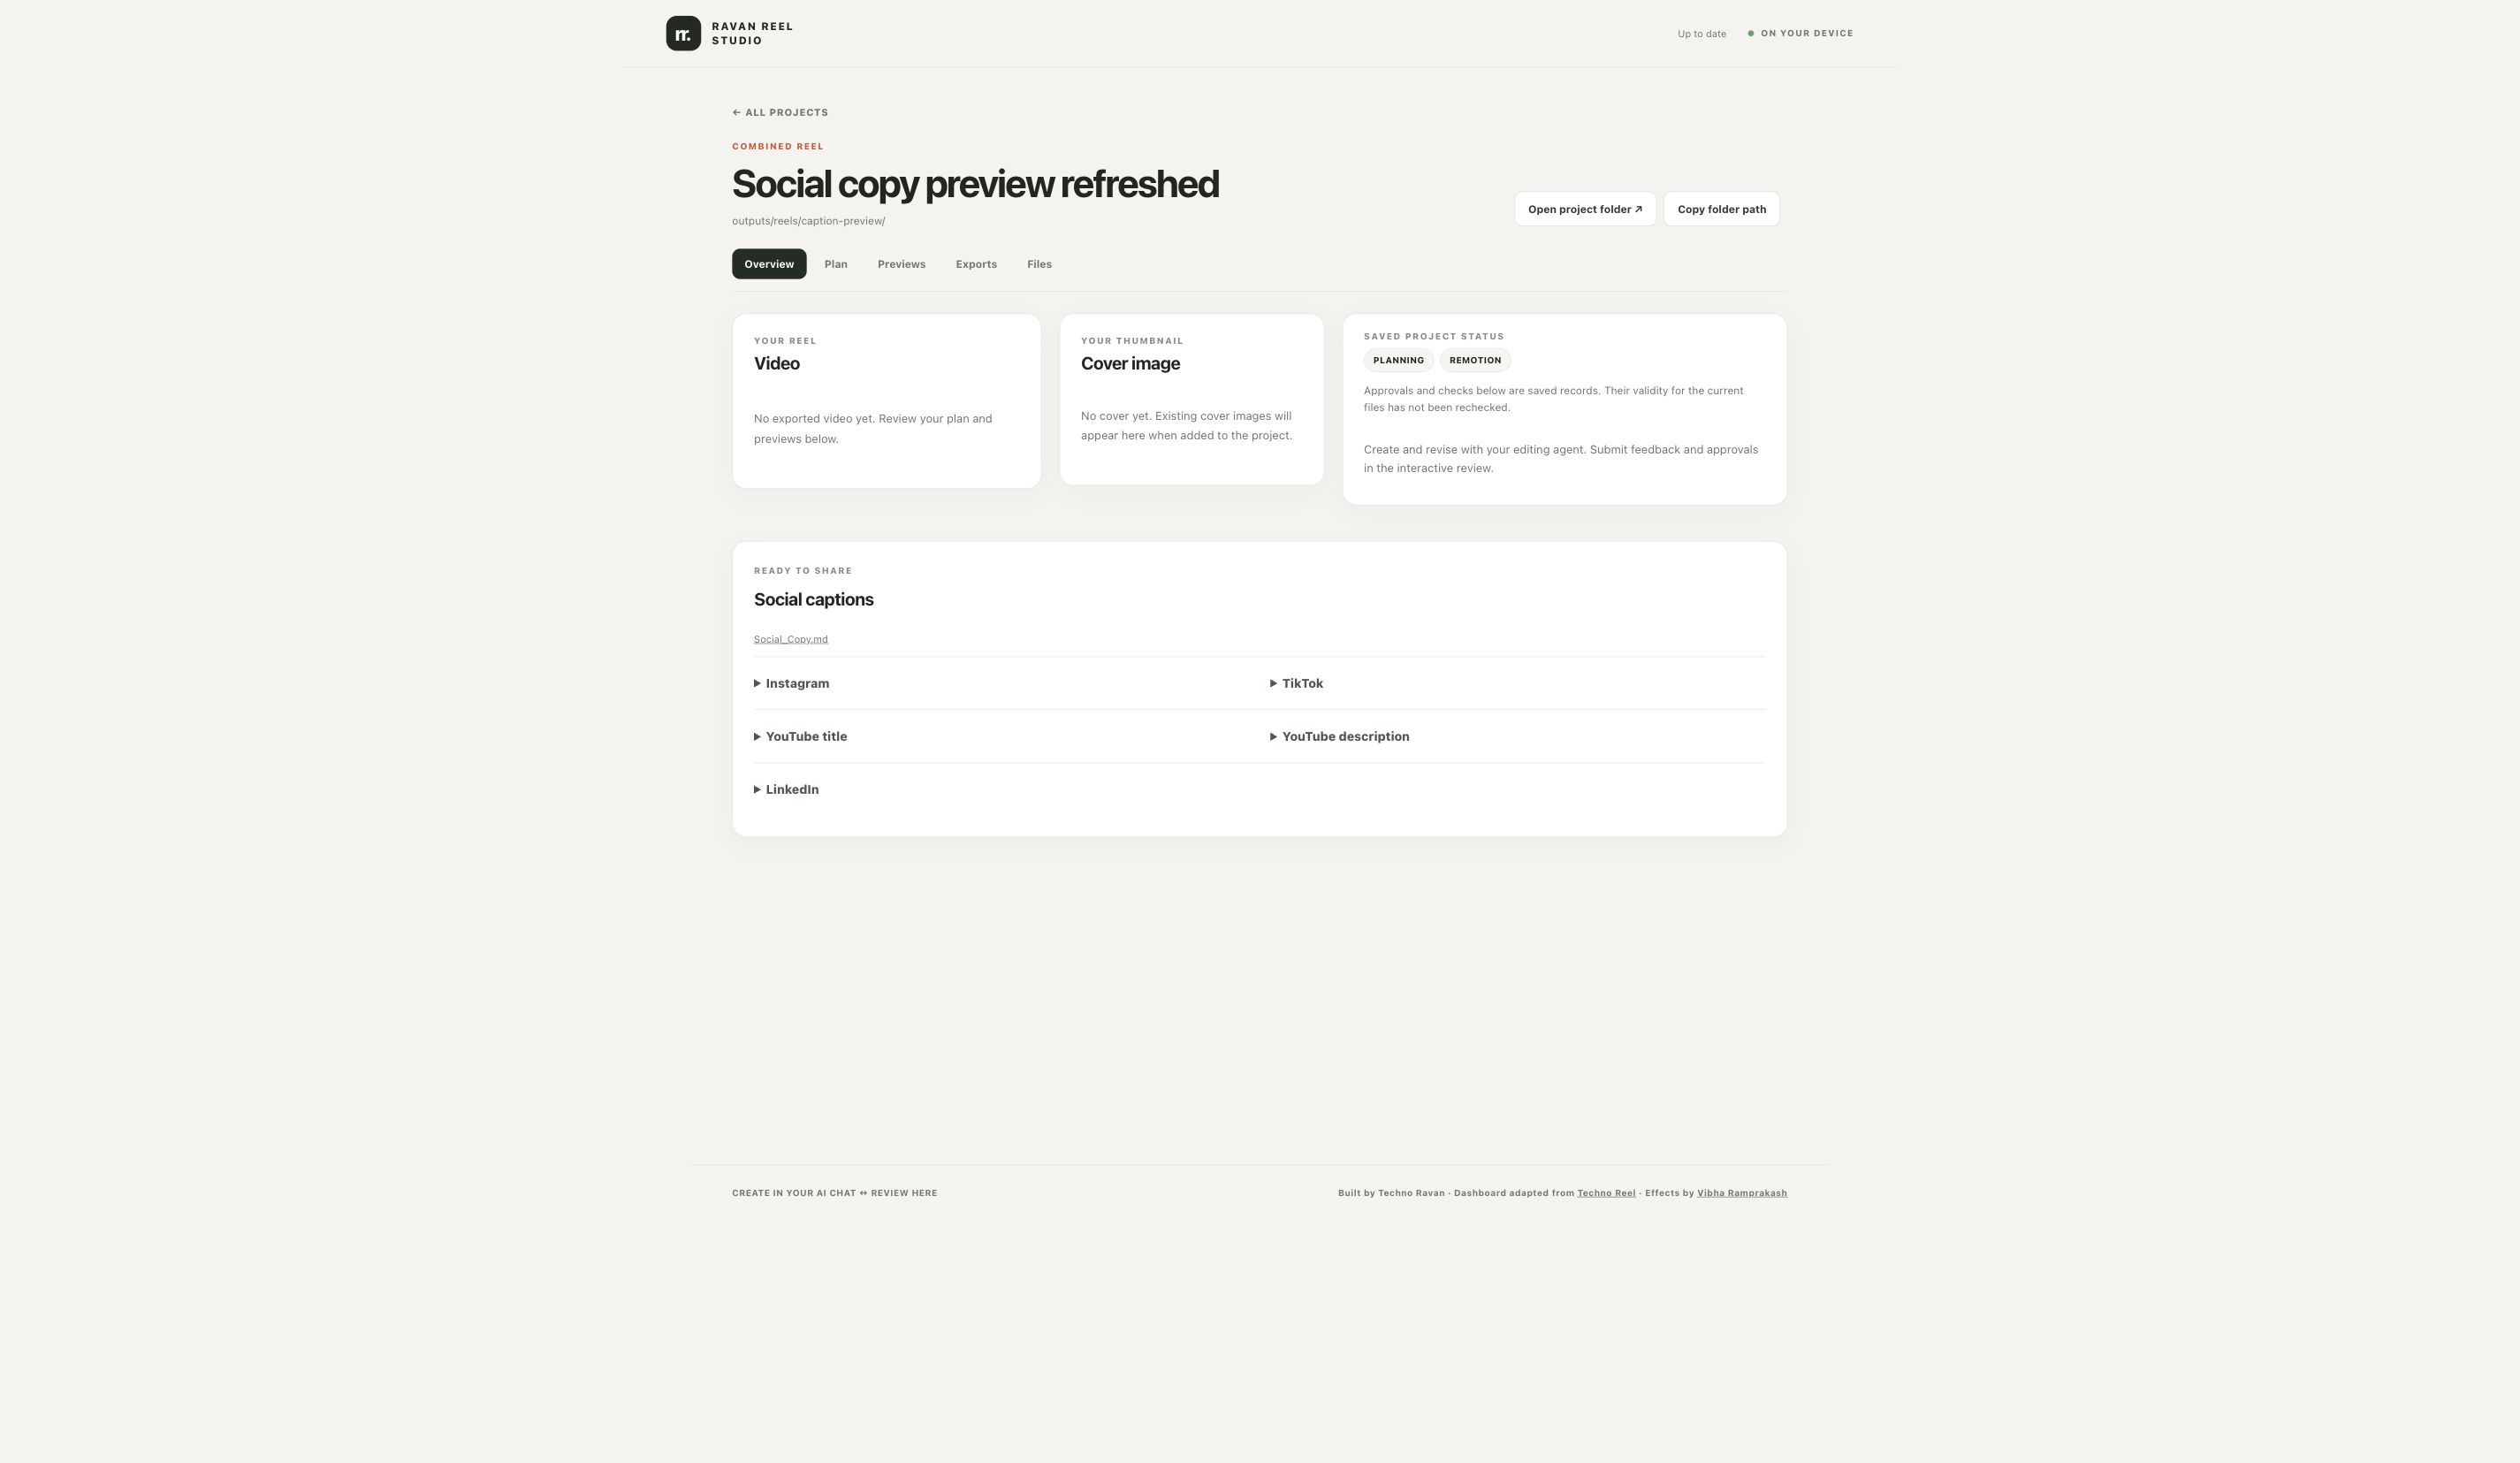 rr.
RAVAN REEL
STUDIO
Up to date
ON YOUR DEVICE
← ALL PROJECTS
COMBINED REEL
Social copy preview refreshed
outputs/reels/caption-preview/
Open project folder ↗
Copy folder path
Overview
Plan
Previews
Exports
Files
YOUR REEL
Video
No exported video yet. Review your plan and
previews below.
YOUR THUMBNAIL
Cover image
No cover yet. Existing cover images will
appear here when added to the project.
SAVED PROJECT STATUS
PLANNING
REMOTION
Approvals and checks below are saved records. Their validity for the current
files has not been rechecked.
Create and revise with your editing agent. Submit feedback and approvals
in the interactive review.
READY TO SHARE
Social captions
Social_Copy.md
▶ Instagram
▶ TikTok
▶ YouTube title
▶ YouTube description
▶ LinkedIn
CREATE IN YOUR AI CHAT ↔ REVIEW HERE
Built by Techno Ravan · Dashboard adapted from Techno Reel · Effects by Vibha Ramprakash